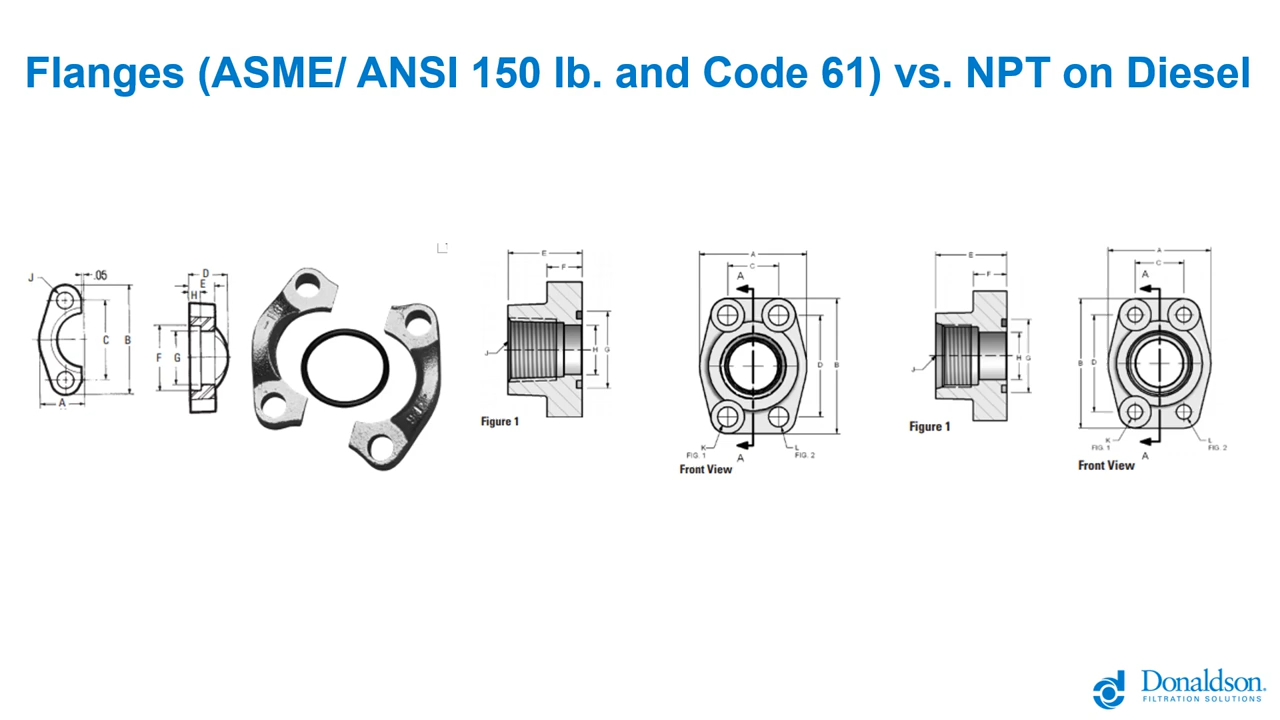 Flanges (ASME/ ANSI 150 lb. and Code 61) vs. NPT on Diesel
J
.05
C
B
A
D
E
H
F
G
E
F
J
H
G
Figure 1
A
C
A
D
B
K
FIG. 1
A
L
FIG. 2
Front View
E
F
J
H
G
Figure 1
A
C
A
B
D
K
FIG. 1
A
L
FIG. 2
Front View
Donaldson.
FILTRATION SOLUTIONS